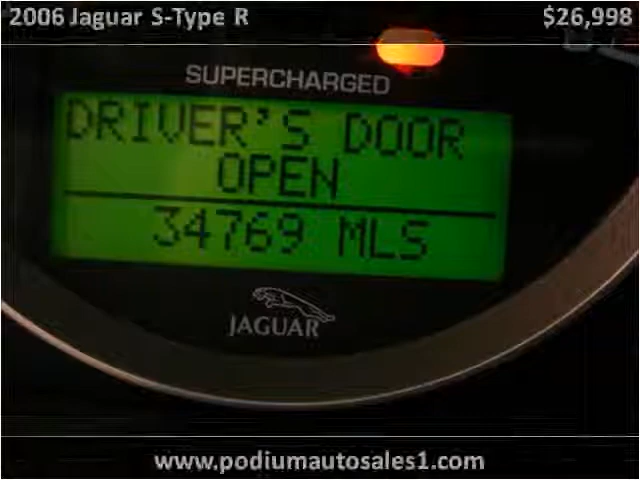 2006 Jaguar S-Type R $26,998
SUPERCHARGED
DRIVER'S DOOR
OPEN
34769 MLS
JAGUAR
www.podiumautosales1.com